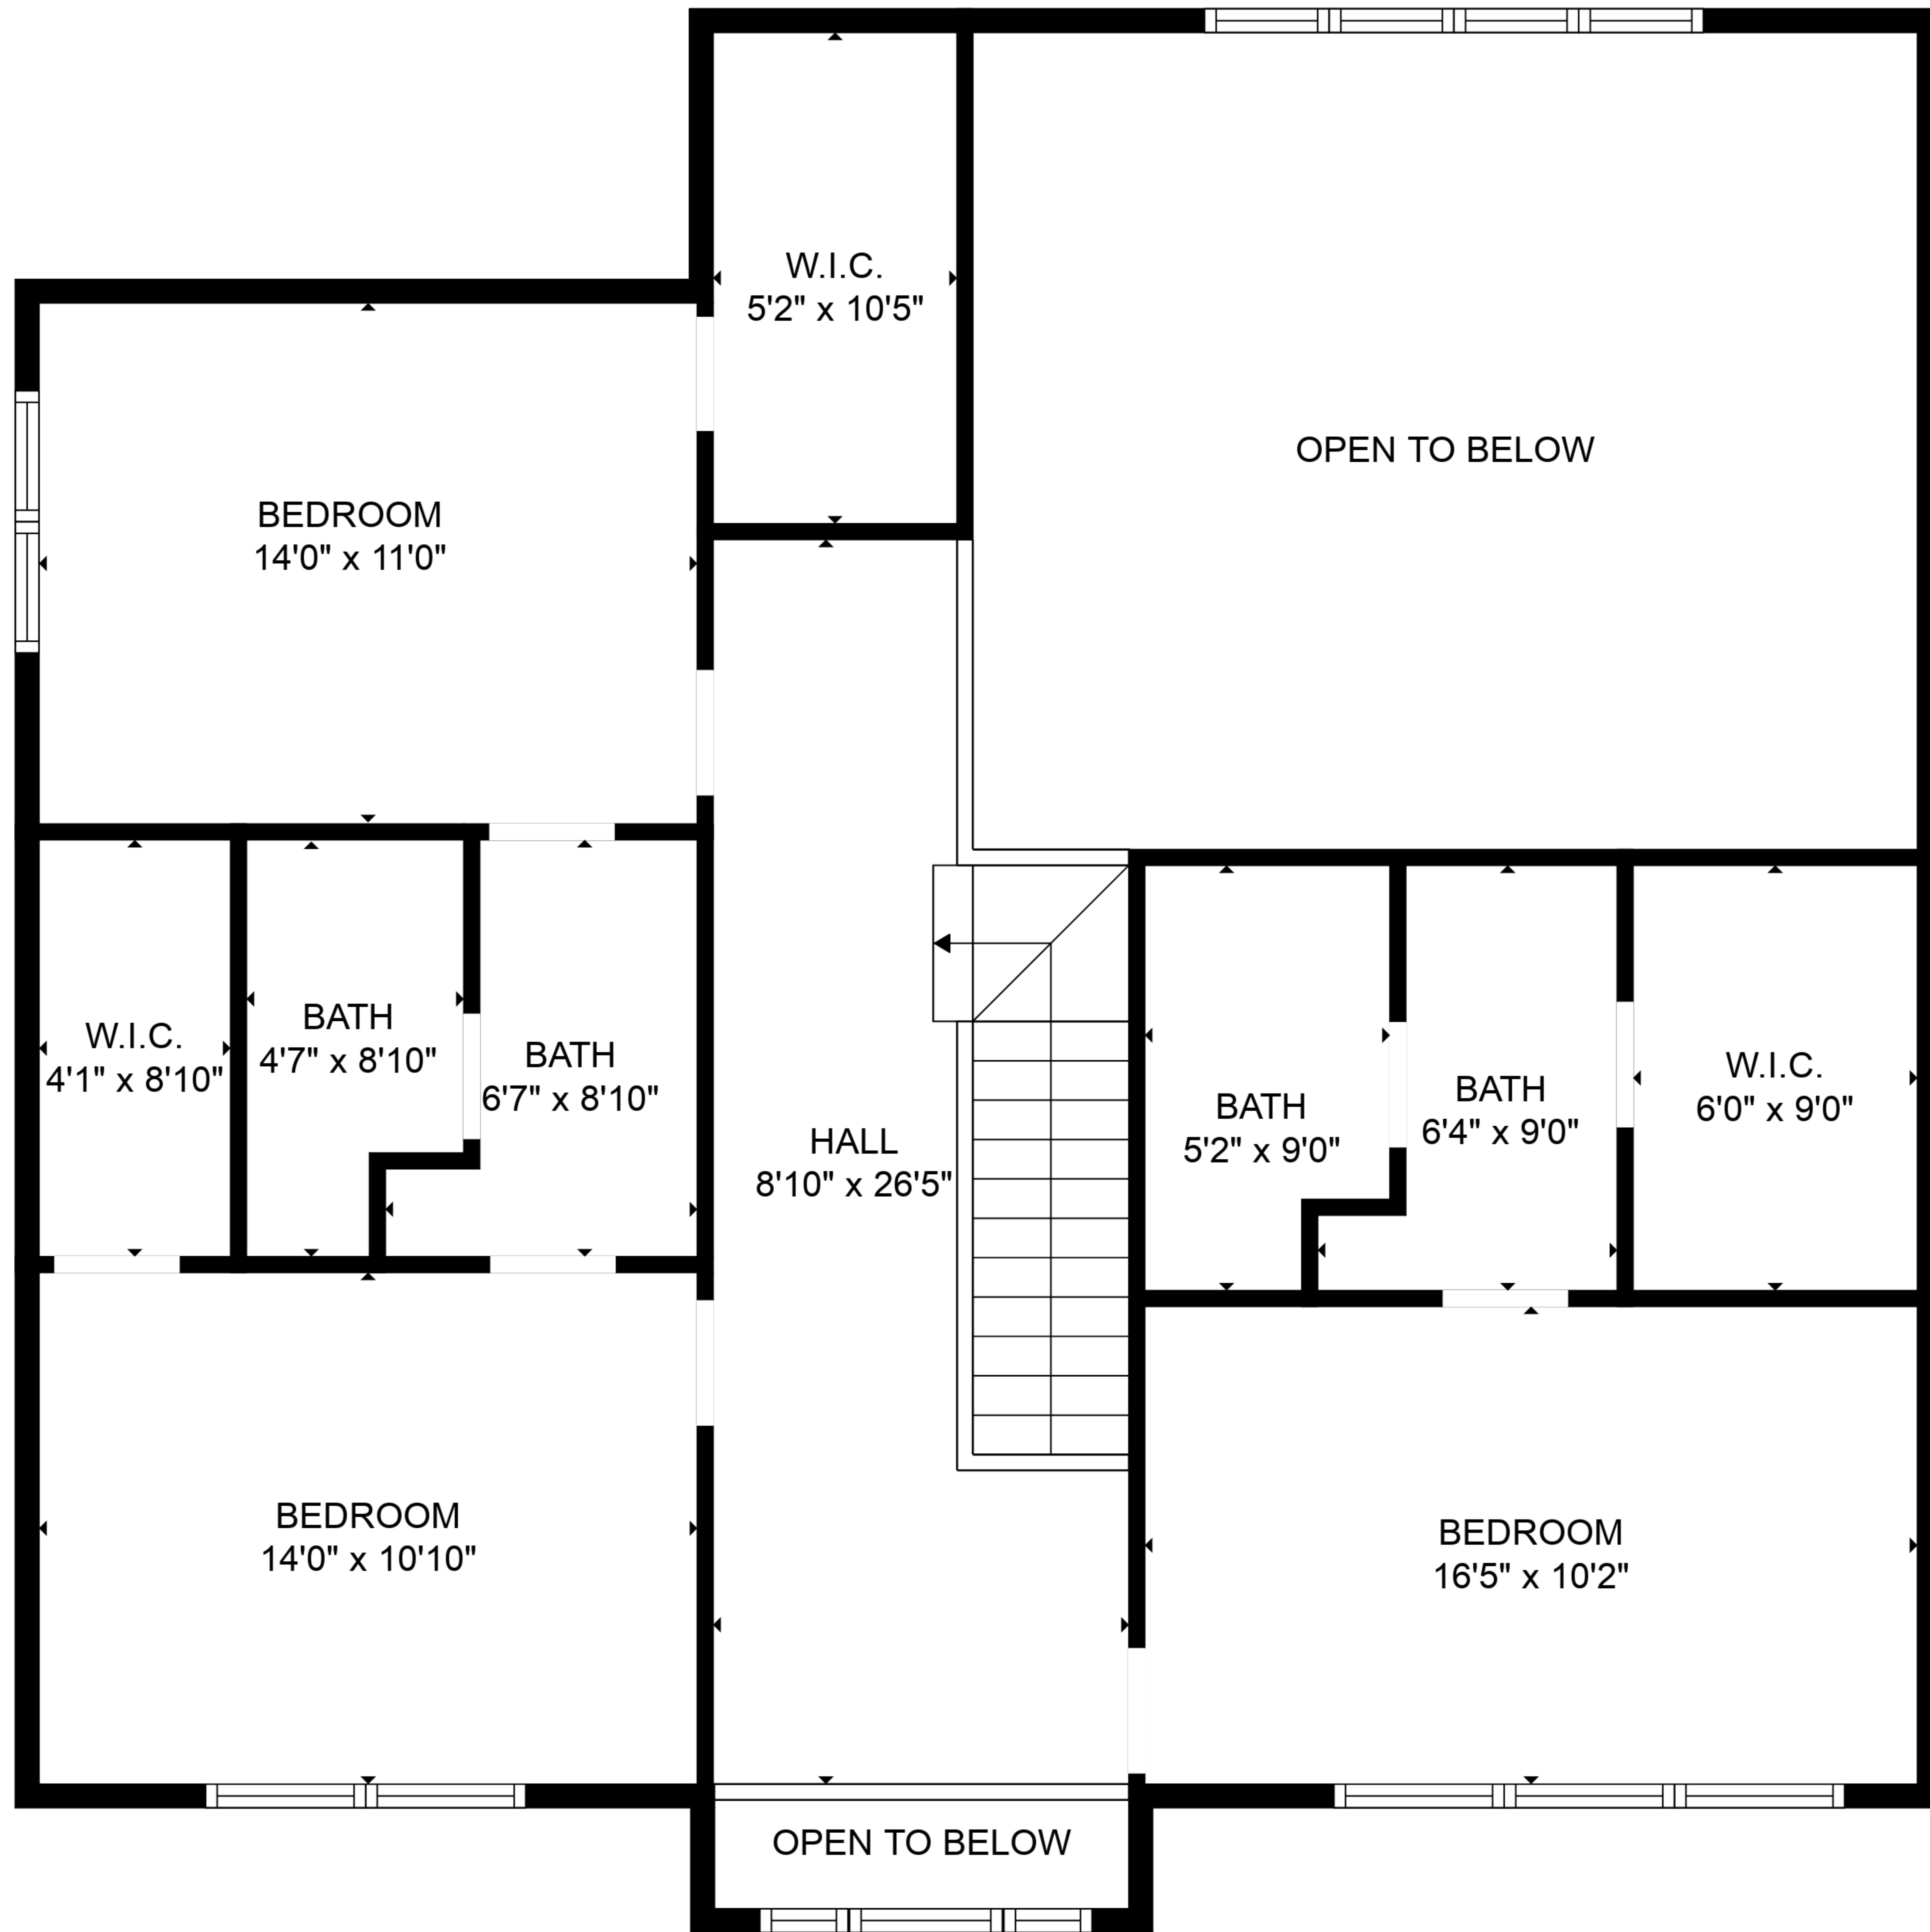 W.I.C.
5'2" x 10'5"
OPEN TO BELOW
BEDROOM
14'0" x 11'0"
W.I.C.
4'1" x 8'10"
BATH
4'7" x 8'10"
BATH
6'7" x 8'10"
HALL
8'10" x 26'5"
BATH
5'2" x 9'0"
BATH
6'4" x 9'0"
W.I.C.
6'0" x 9'0"
BEDROOM
14'0" x 10'10"
BEDROOM
16'5" x 10'2"
OPEN TO BELOW